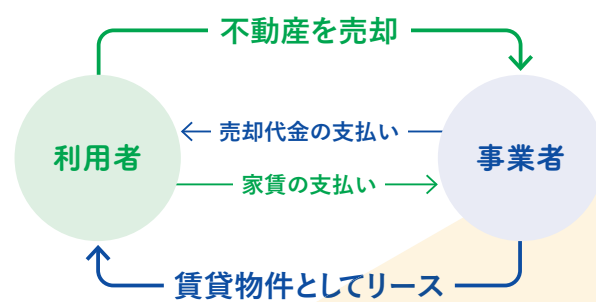 不動産を売却
売却代金の支払い
利用者
事業者
家賃の支払い
賃貸物件としてリース